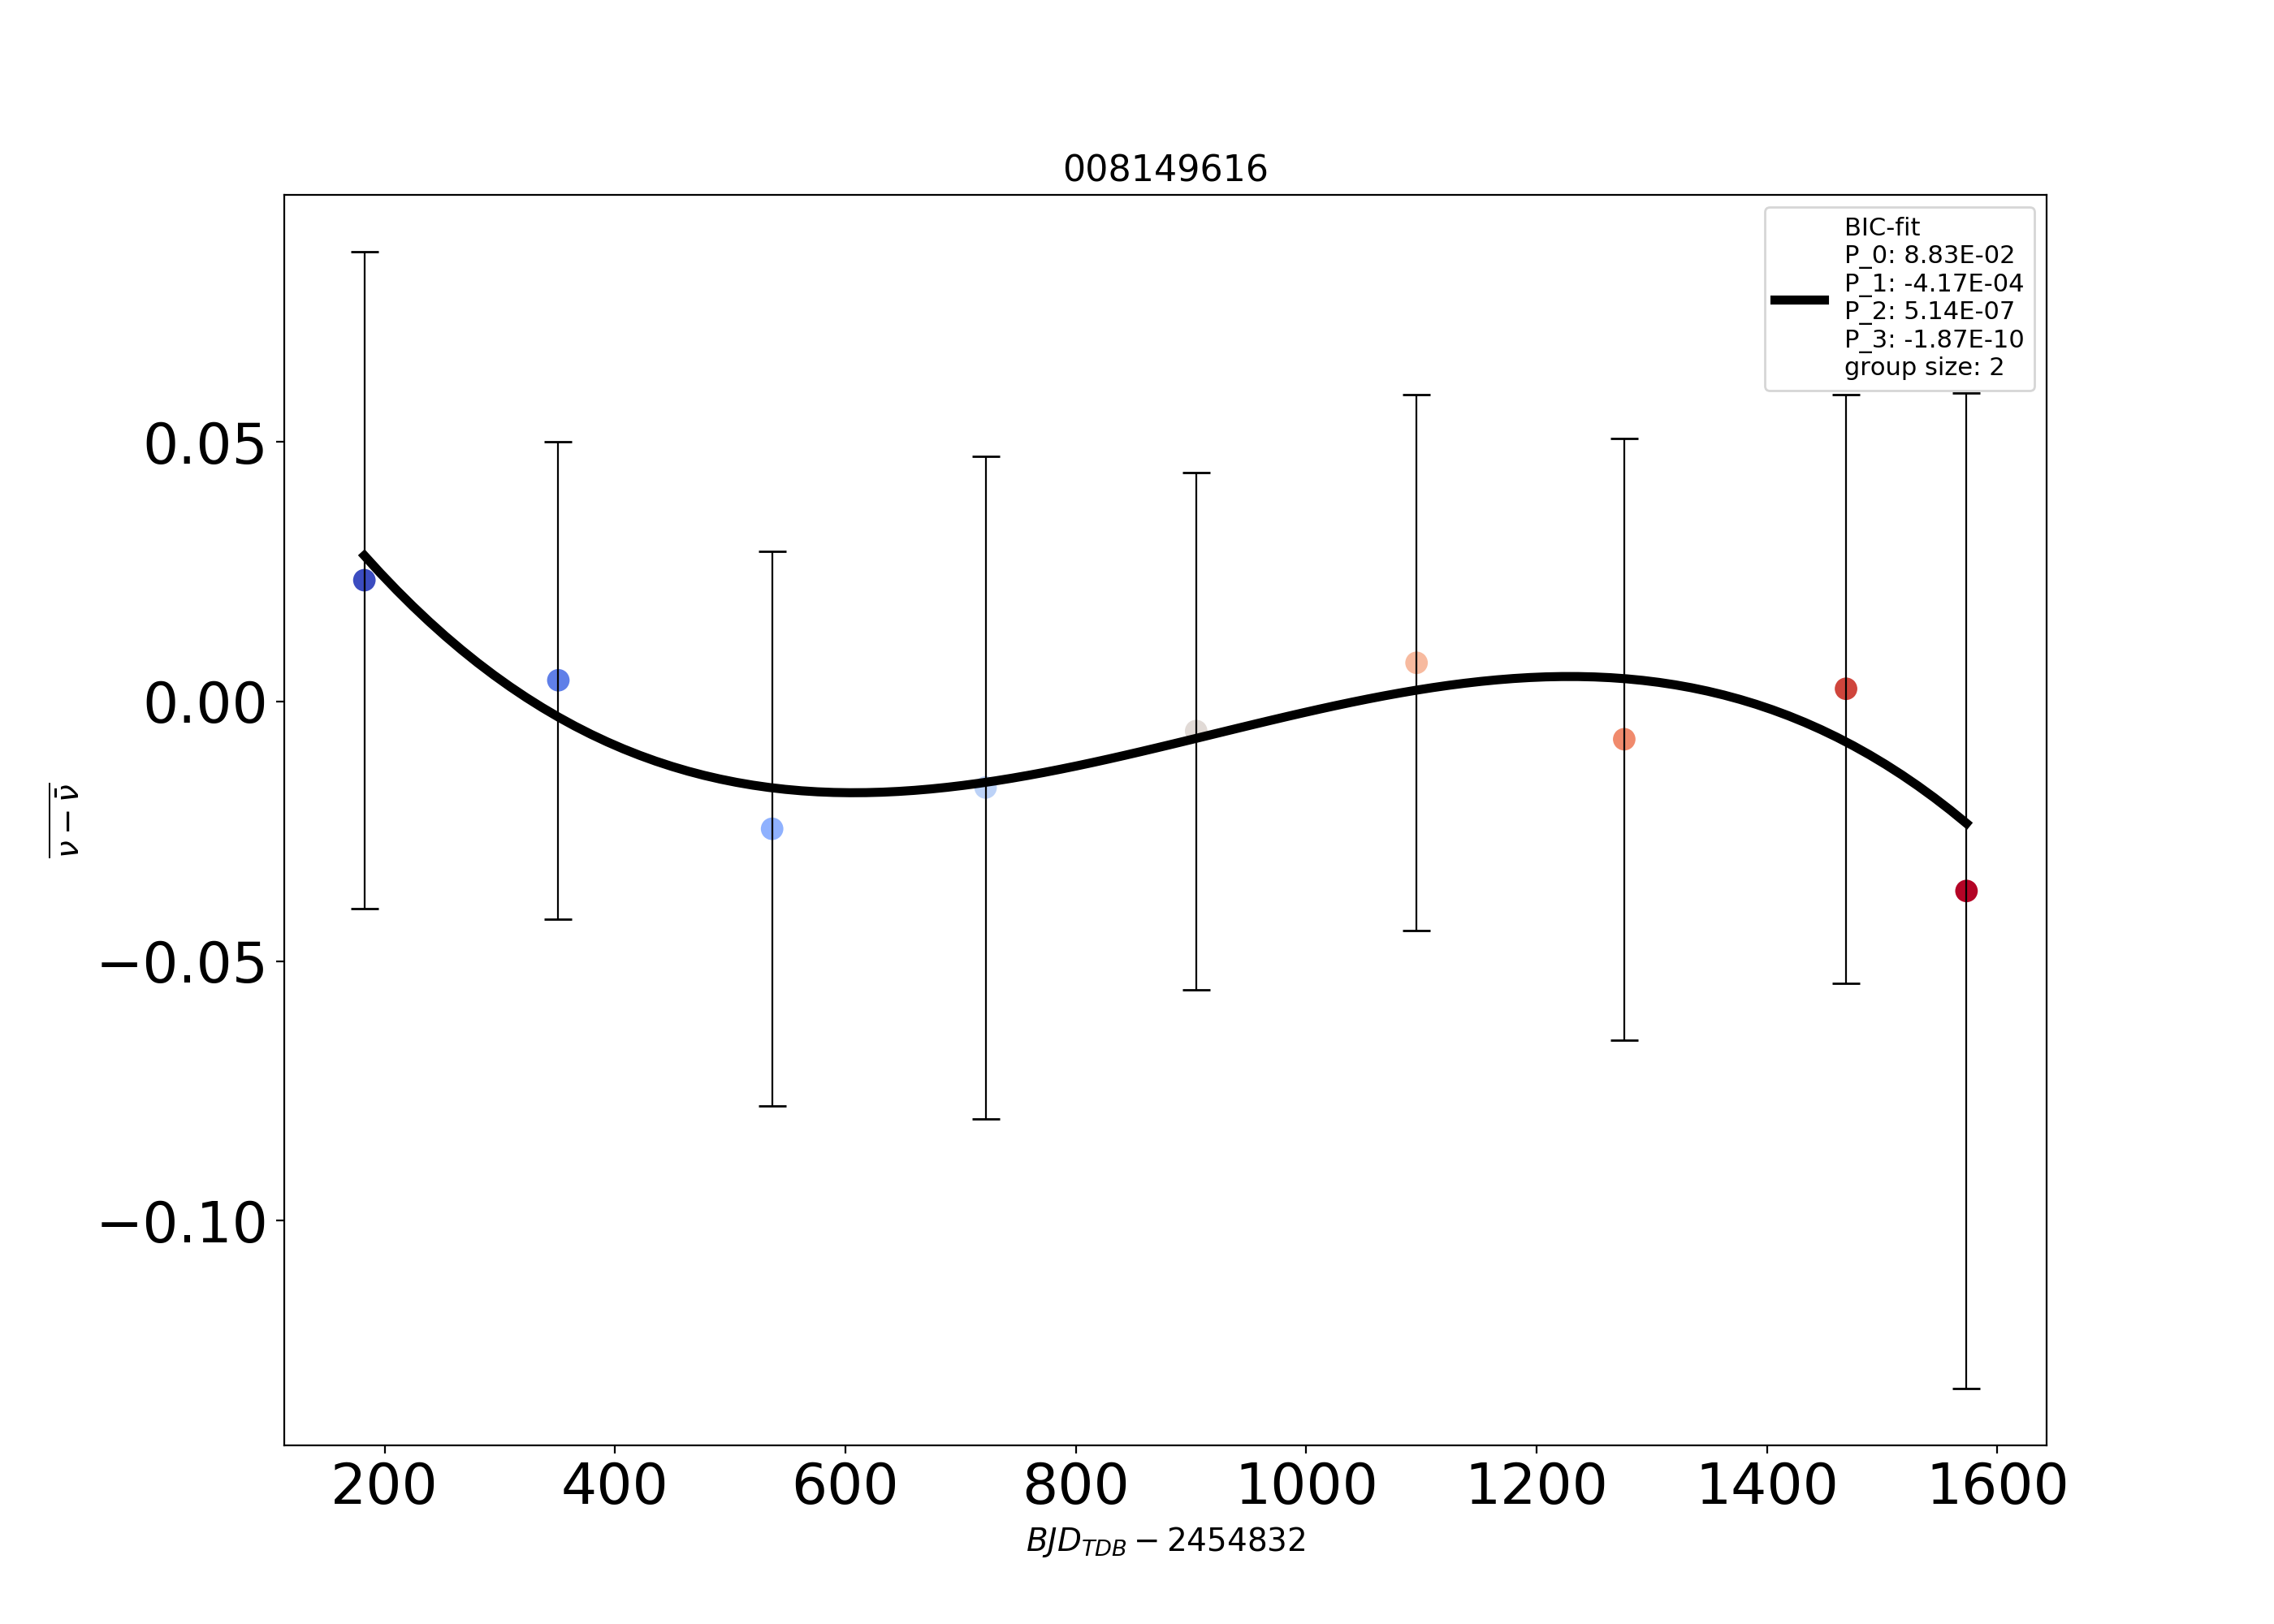 008149616
BIC-fit
P_0: 8.83E-02
P_1: -4.17E-04
P_2: 5.14E-07
P_3: -1.87E-10
group size: 2
0.05
0.00
−0.05
−0.10
ν − ν̄
200 400 600 800 1000 1200 1400 1600
BJD_TDB − 2454832